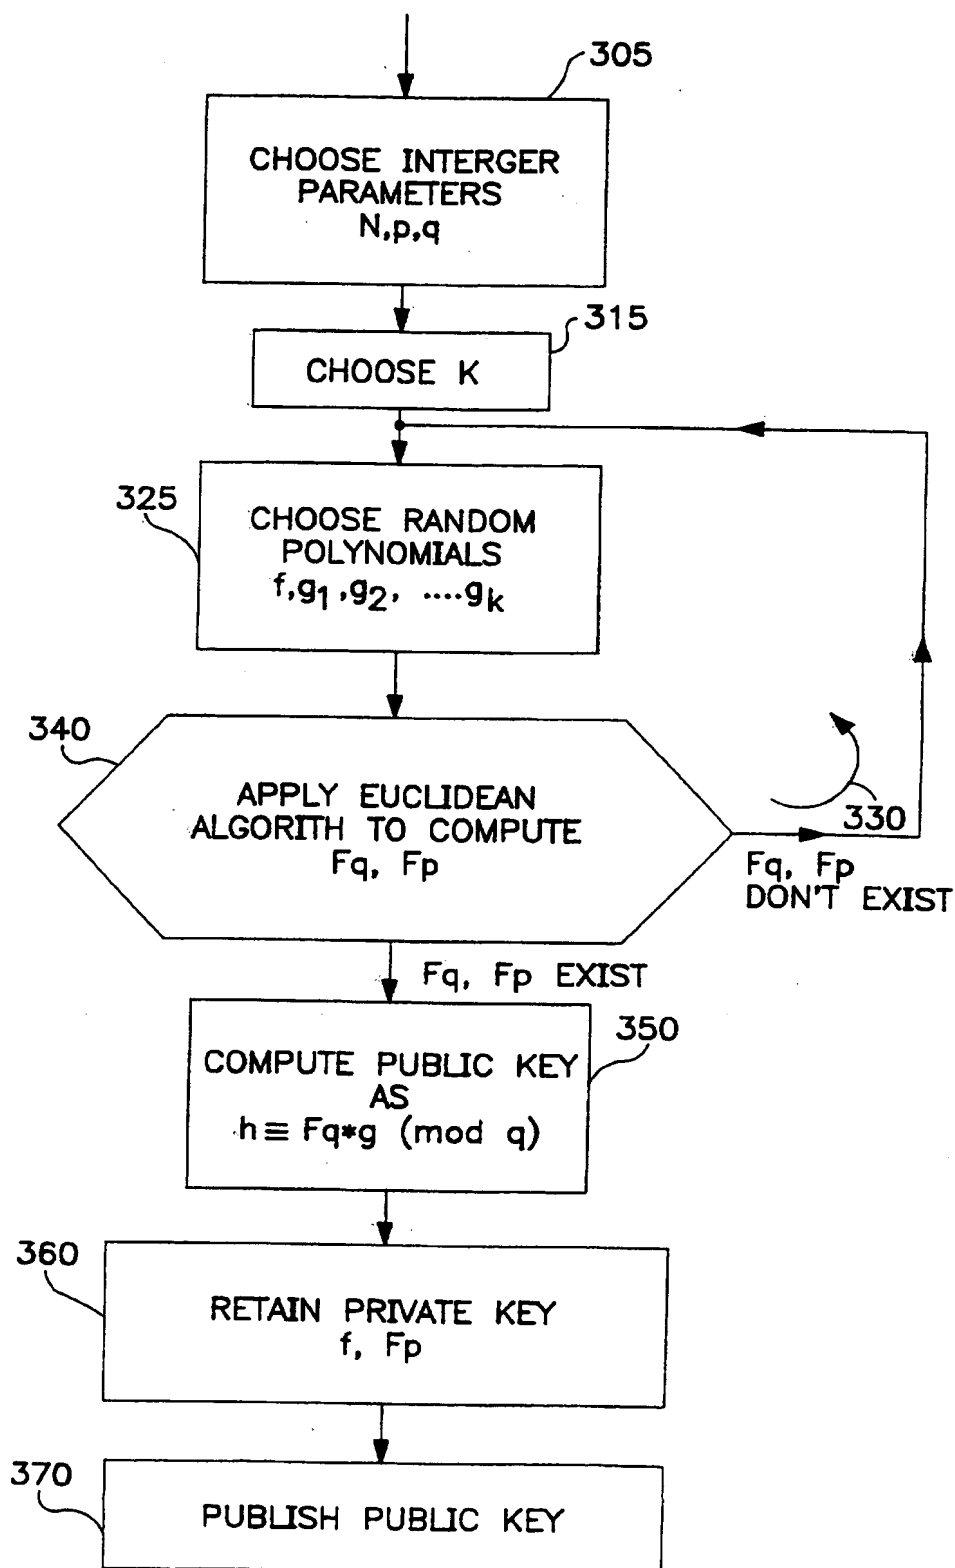 305
CHOOSE INTERGER
PARAMETERS
N,p,q
315
CHOOSE K
325
CHOOSE RANDOM
POLYNOMIALS
f,g1,g2, ....gk
340
APPLY EUCLIDEAN
ALGORITH TO COMPUTE
Fq, Fp
330
Fq, Fp
DON'T EXIST
Fq, Fp EXIST
350
COMPUTE PUBLIC KEY
AS
h≡ Fq*g (mod q)
360
RETAIN PRIVATE KEY
f, Fp
370
PUBLISH PUBLIC KEY